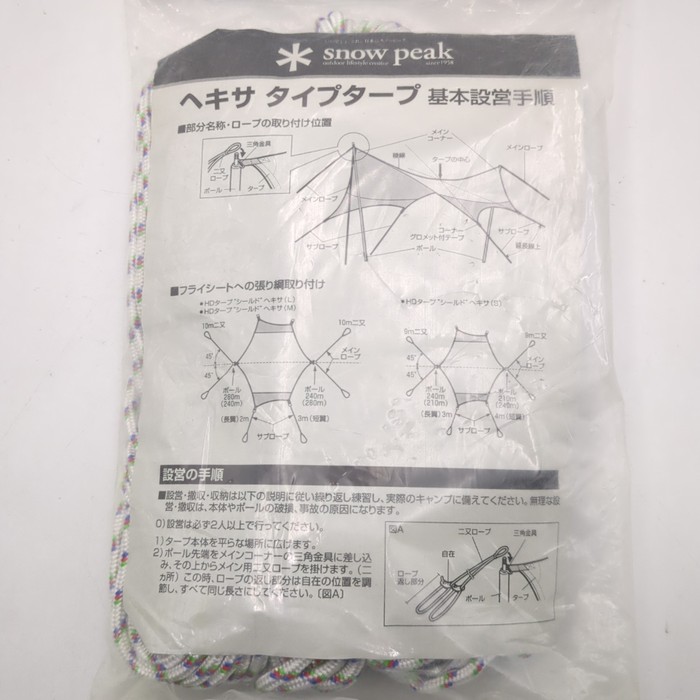 snow peak
outdoor lifestyle creator since 1958
ヘキサ タイプタープ 基本設営手順
■部分名称・ロープの取り付け位置
三角金具
二又
ロープ
ポール
タープ
メイン
コーナー
稜線
タープの中心
メインロープ
メインロープ
サブロープ
コーナー
グロメット付テープ
ポール
サブロープ
延長線上
■フライシートへの張り綱取り付け
●HDタープ"シールド"ヘキサ(L)
●HDタープ"シールド"ヘキサ(M)
10m二又
10m二又
45°
45°
メイン
ロープ
ポール
280m
(240m)
ポール
240m
(280m)
(長翼)2m
3m(短翼)
サブロープ
●HDタープ"シールド"ヘキサ(S)
9m二又
9m二又
45°
45°
メイン
ロープ
ポール
240m
(210m)
ポール
210m
(240m)
(長翼)3m
4m(短翼)
サブロープ
設営の手順
■設営・撤収・収納は以下の説明に従い繰り返し練習し、実際のキャンプに備えてください。無理な設
営・撤収は、本体やポールの破損、事故の原因になります。
0)設営は必ず2人以上で行ってください。
1)タープ本体を平らな場所に広げます。
2)ポール先端をメインコーナーの三角金具に差し込
み、その上からメイン用二又ロープを掛けます。(二
ヵ所)この時、ロープの返し部分は自在の位置を調
節し、すべて同じ長さにしてください。〔図A〕
図A
二又ロープ
三角金具
自在
ロープ
返し部分
ポール
タープ